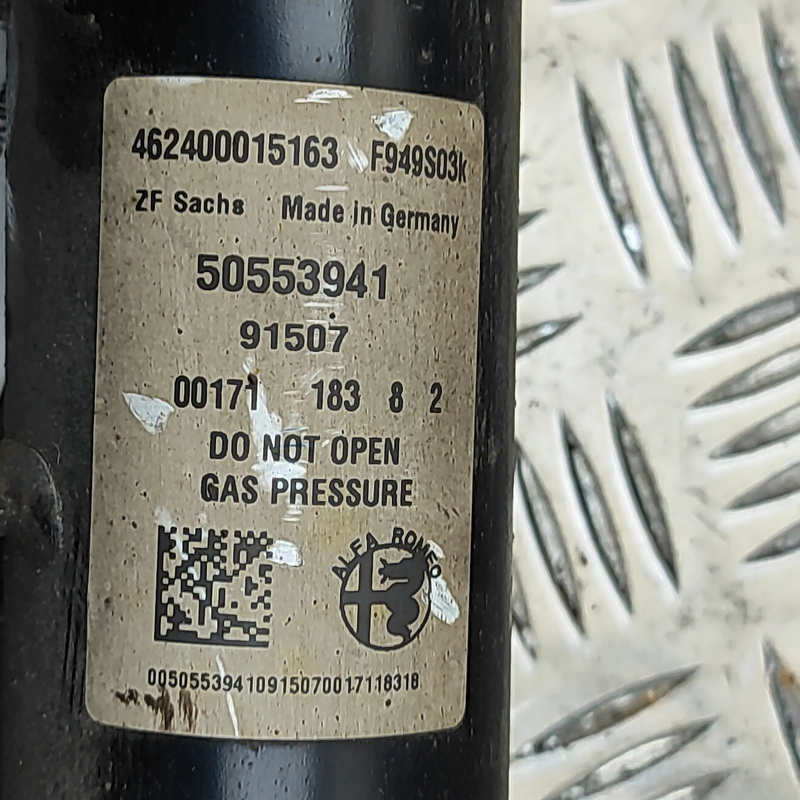 462400015163 F949S03K
ZF Sachs Made in Germany
50553941
91507
00171 183 8 2
DO NOT OPEN
GAS PRESSURE
ALFA ROMEO
00505539410915070017118318